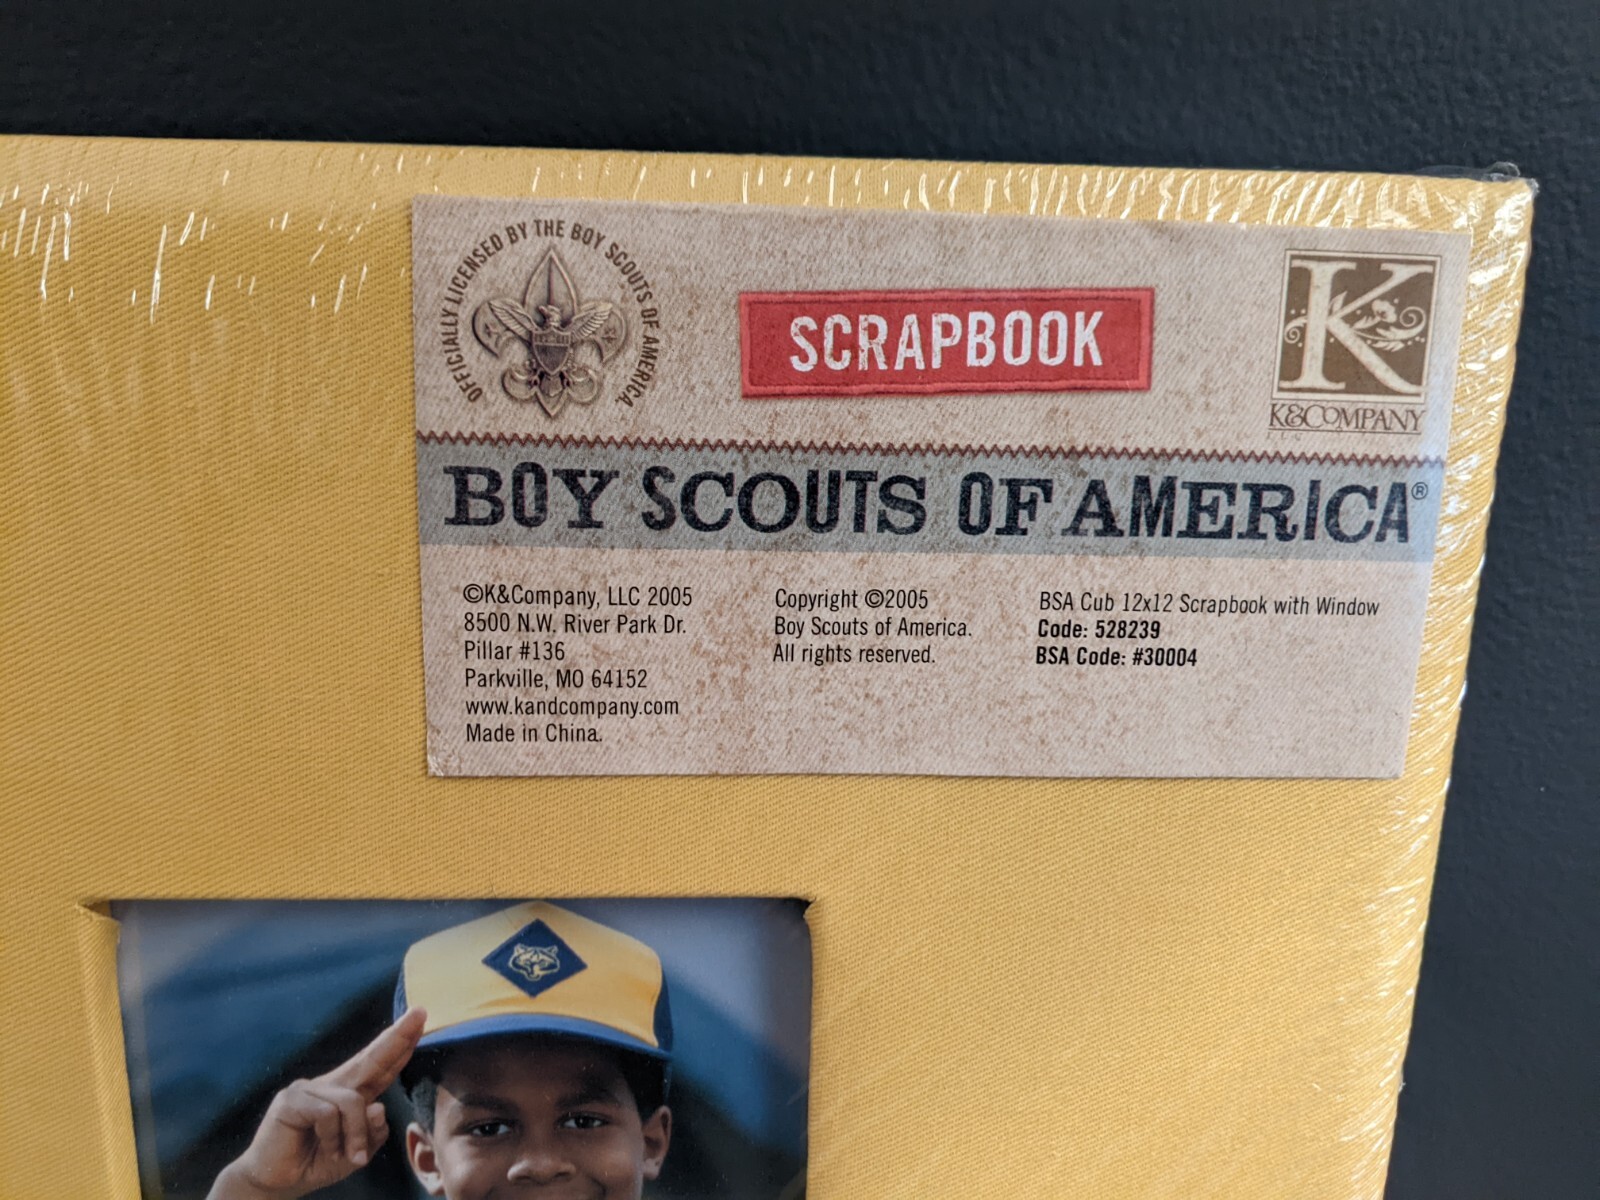 OFFICIALLY LICENSED BY THE BOY SCOUTS OF AMERICA.
SCRAPBOOK
K
K&COMPANY
LLC
BOY SCOUTS OF AMERICA®
©K&Company, LLC 2005
8500 N.W. River Park Dr.
Pillar #136
Parkville, MO 64152
www.kandcompany.com
Made in China.
Copyright ©2005
Boy Scouts of America.
All rights reserved.
BSA Cub 12x12 Scrapbook with Window
Code: 528239
BSA Code: #30004